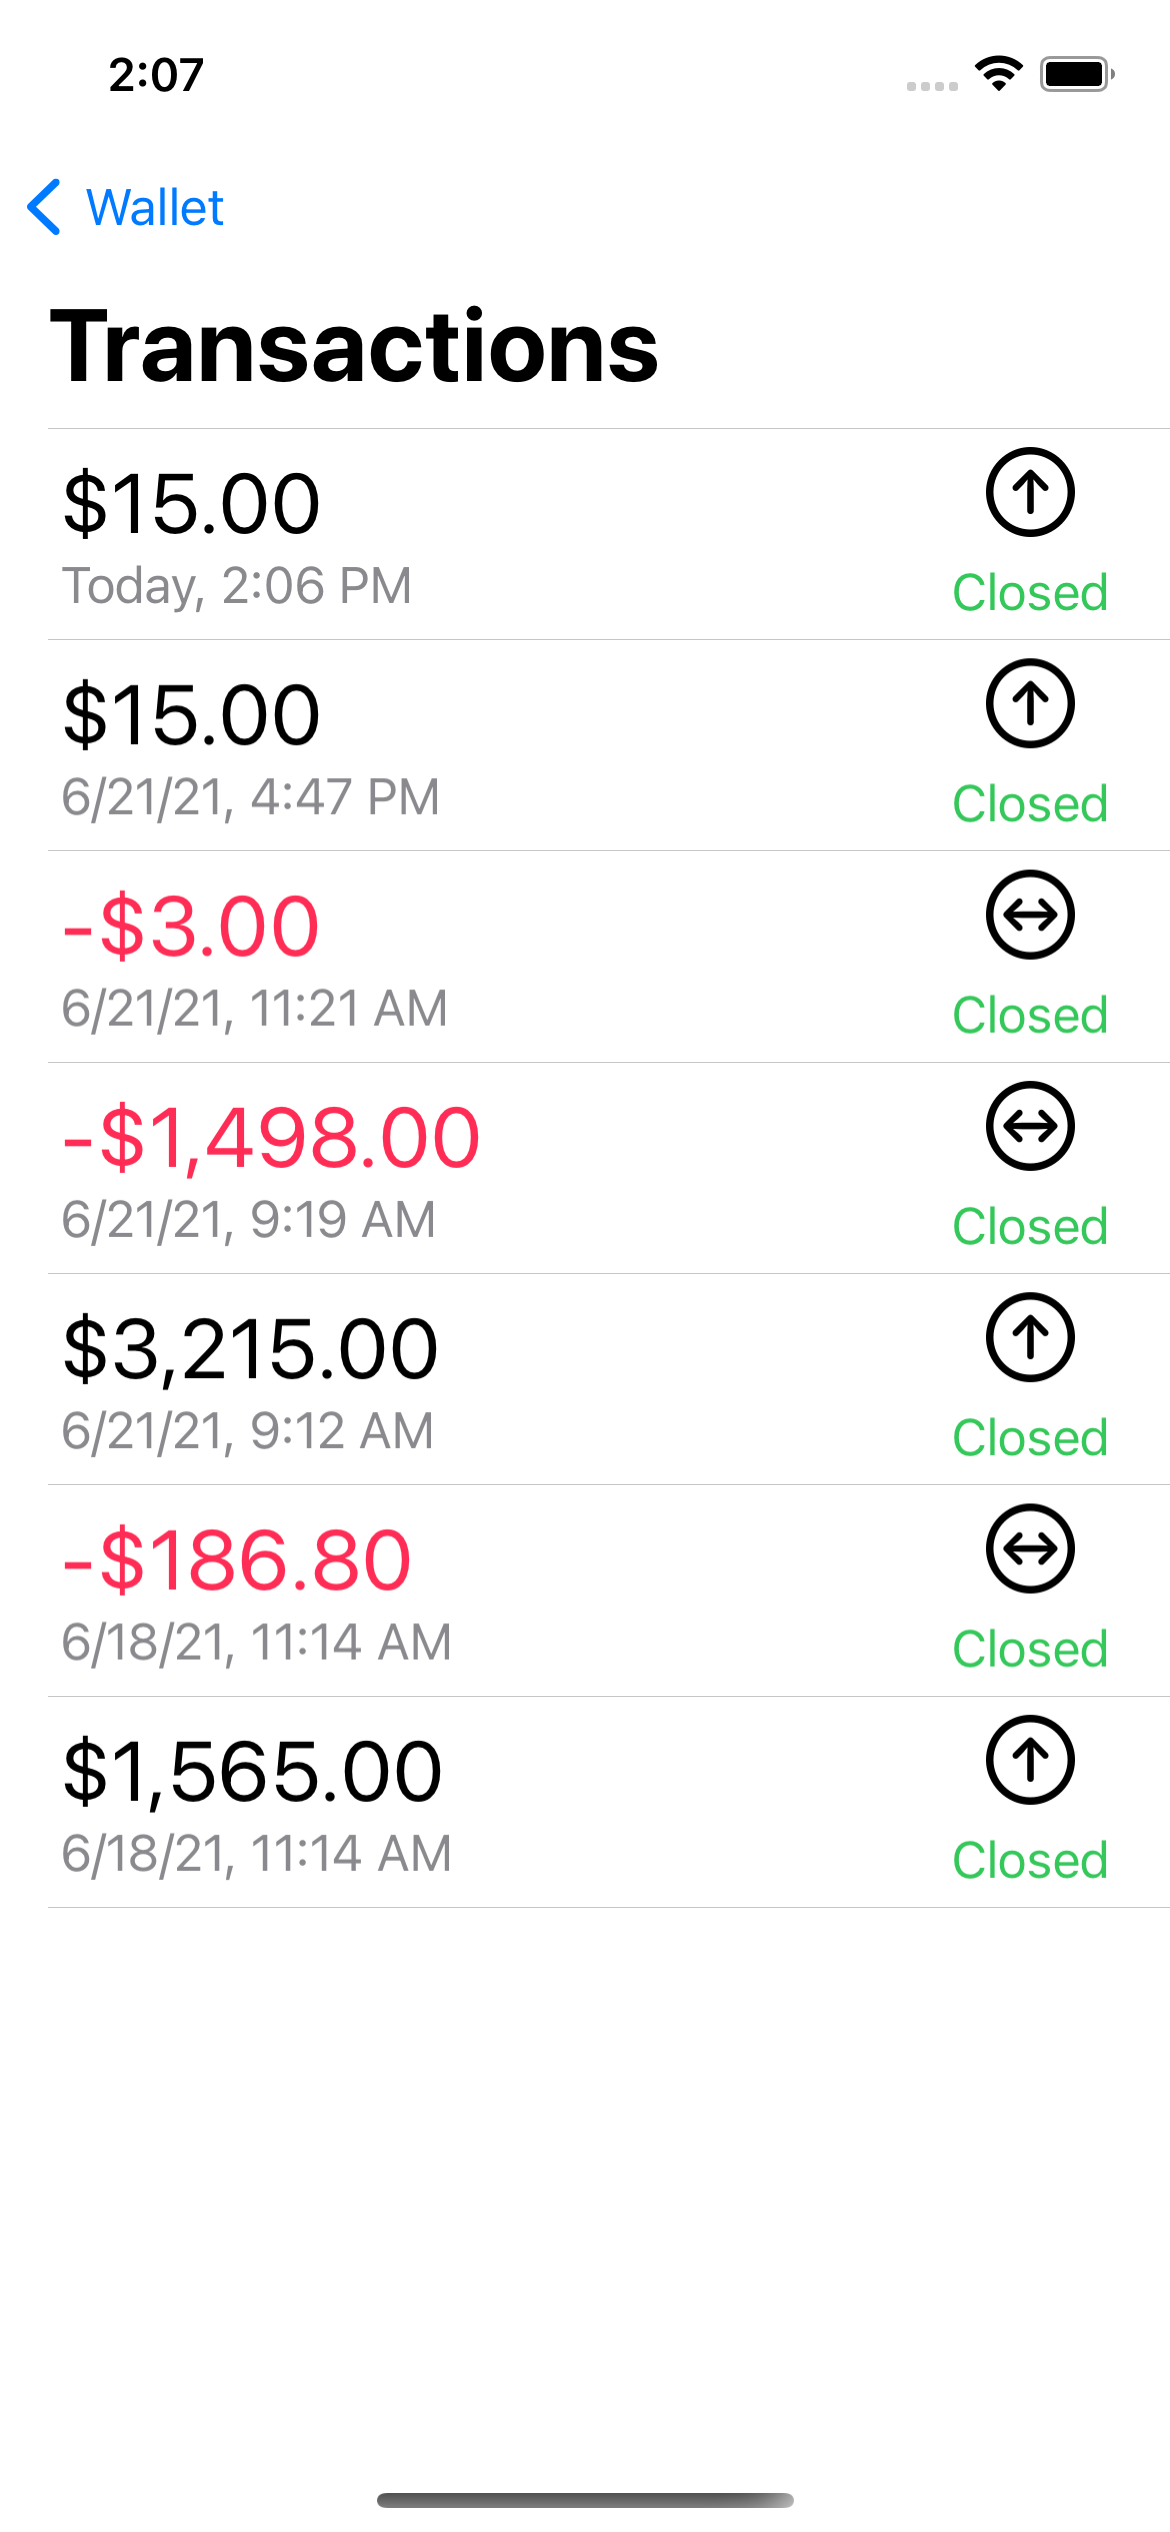 2:07
Wallet
Transactions
$15.00
Today, 2:06 PM
Closed
$15.00
6/21/21, 4:47 PM
Closed
-$3.00
6/21/21, 11:21 AM
Closed
-$1,498.00
6/21/21, 9:19 AM
Closed
$3,215.00
6/21/21, 9:12 AM
Closed
-$186.80
6/18/21, 11:14 AM
Closed
$1,565.00
6/18/21, 11:14 AM
Closed